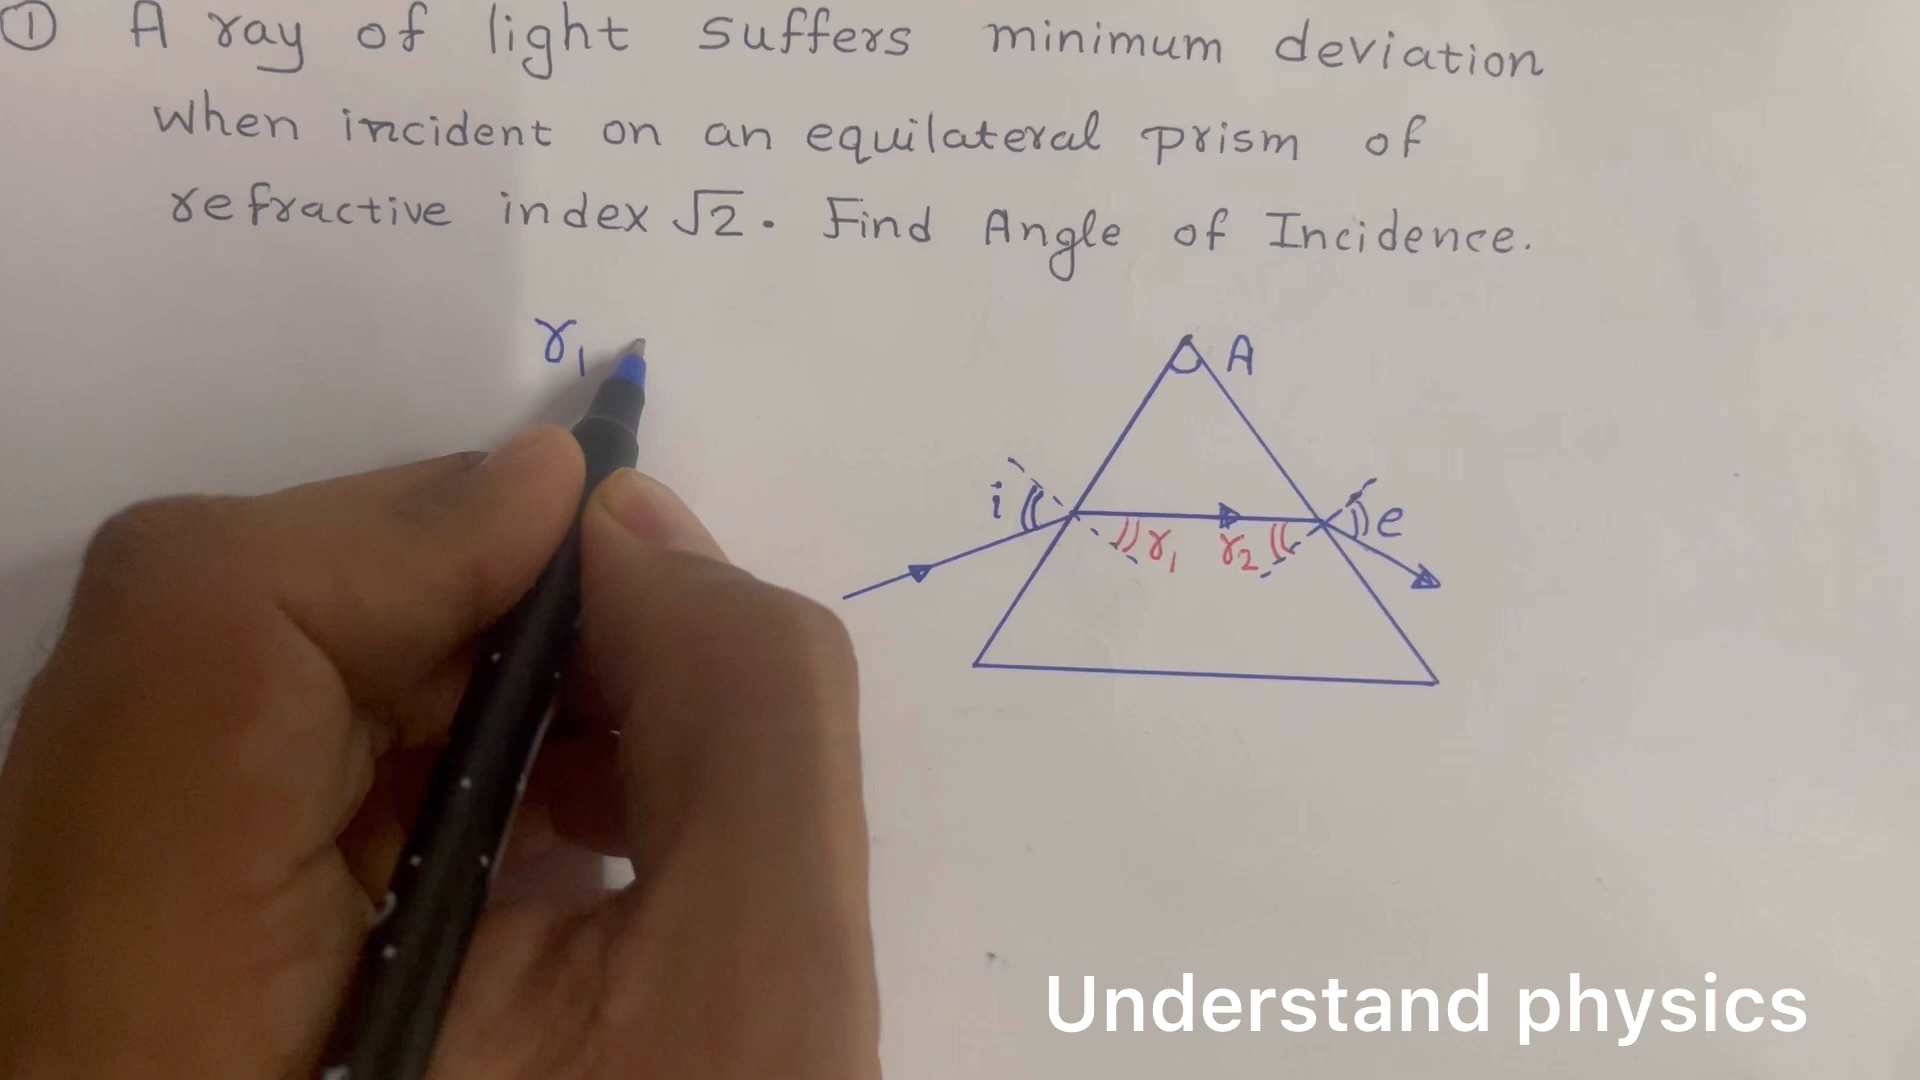 ① A ray of light suffers minimum deviation
when incident on an equilateral prism of
refractive index √2. Find Angle of Incidence.
r₁
A
i
r₁ r₂
e
Understand physics